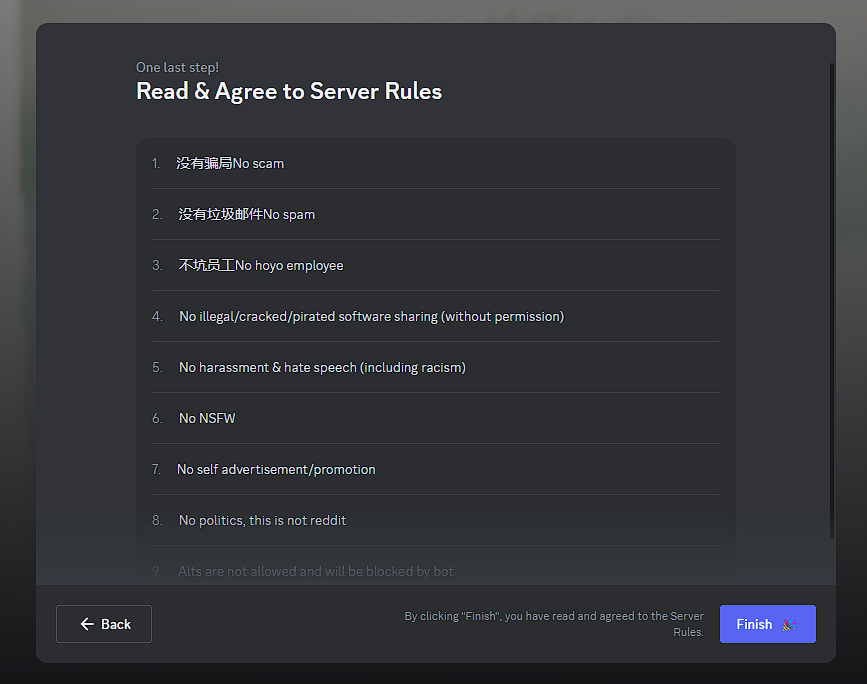 One last step!
Read & Agree to Server Rules
1. 没有骗局No scam
2. 没有垃圾邮件No spam
3. 不坑员工No hoyo employee
4. No illegal/cracked/pirated software sharing (without permission)
5. No harassment & hate speech (including racism)
6. No NSFW
7. No self advertisement/promotion
8. No politics, this is not reddit
9. Alts are not allowed and will be blocked by bot
← Back
By clicking "Finish", you have read and agreed to the Server
Rules.
Finish 🎉